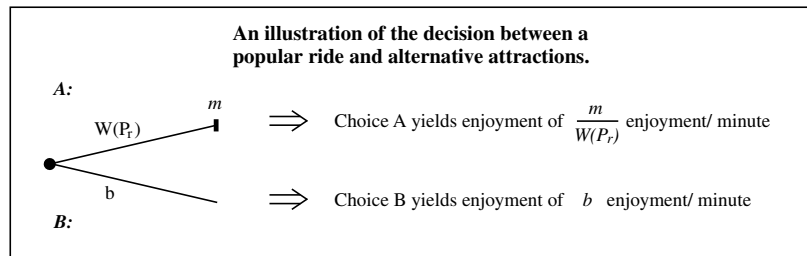 An illustration of the decision between a
popular ride and alternative attractions.
A:
m
W(Pr)
Choice A yields enjoyment of m/W(Pr) enjoyment/ minute
b
Choice B yields enjoyment of b enjoyment/ minute
B: